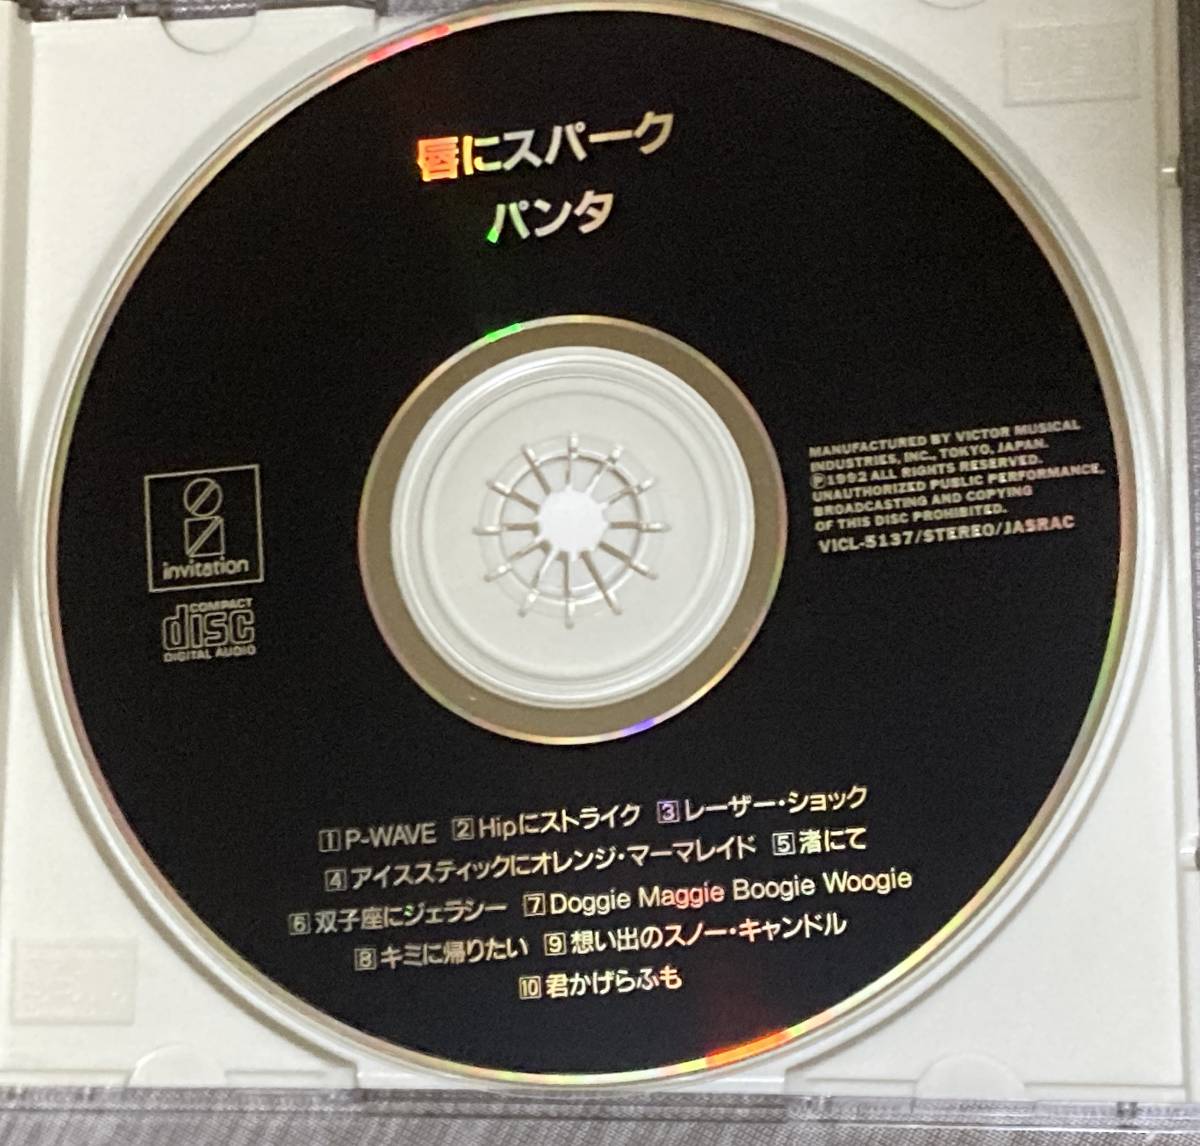 唇にスパーク
パンタ
invitation
COMPACT
disc
DIGITAL AUDIO
MANUFACTURED BY VICTOR MUSICAL
INDUSTRIES, INC., TOKYO, JAPAN.
Ⓟ1992 ALL RIGHTS RESERVED.
UNAUTHORIZED PUBLIC PERFORMANCE,
BROADCASTING AND COPYING
OF THIS DISC PROHIBITED.
VICL-5137/STEREO/JASRAC
1 P-WAVE 2 Hipにストライク 3 レーザー・ショック
4 アイススティックにオレンジ・マーマレイド 5 渚にて
6 双子座にジェラシー 7 Doggie Maggie Boogie Woogie
8 キミに帰りたい 9 想い出のスノー・キャンドル
10 君かげらふも